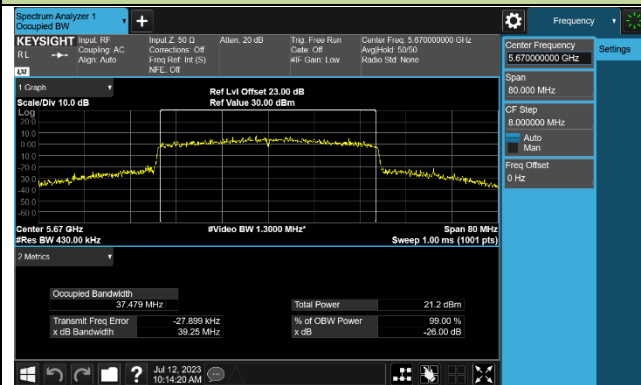 Spectrum Analyzer 1
Occupied BW
Frequency
KEYSIGHT
RL
Input: RF
Coupling: AC
Align: Auto
Input Z: 50 Ω
Corrections: Off
Freq Ref: Int (S)
NFE: Off
Atten: 20 dB
Trig: Free Run
Gate: Off
#IF Gain: Low
Center Freq: 5.670000000 GHz
Avg|Hold: 50/50
Radio Std: None
LXI
Center Frequency
5.670000000 GHz
Settings
Span
80.000 MHz
CF Step
8.000000 MHz
Auto
Man
Freq Offset
0 Hz
1 Graph
Scale/Div 10.0 dB
Ref Lvl Offset 23.00 dB
Ref Value 30.00 dBm
Log
20.0
10.0
0.00
-10.0
-20.0
-30.0
-40.0
-50.0
-60.0
Center 5.67 GHz
#Res BW 430.00 kHz
#Video BW 1.3000 MHz*
Span 80 MHz
Sweep 1.00 ms (1001 pts)
2 Metrics
Occupied Bandwidth
37.479 MHz
Total Power 21.2 dBm
Transmit Freq Error -27.899 kHz
% of OBW Power 99.00 %
x dB Bandwidth 39.25 MHz
x dB -26.00 dB
?
Jul 12, 2023
10:14:20 AM